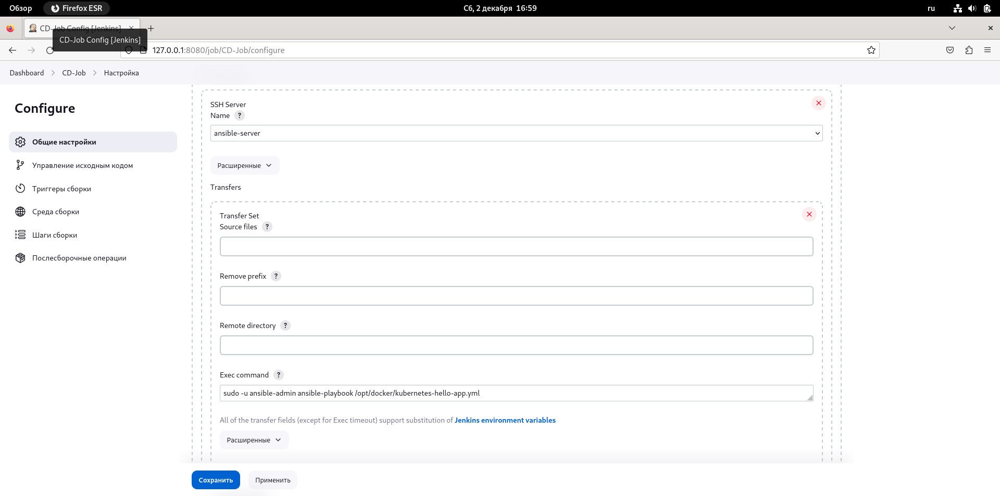 Обзор Firefox ESR Сб, 2 декабря 16:59 ru
CD-Job Config [Jenkins]
CD-Job Config [Jenkins]
127.0.0.1:8080/job/CD-Job/configure
Dashboard CD-Job Настройка
Configure
Общие настройки
Управление исходным кодом
Триггеры сборки
Среда сборки
Шаги сборки
Послесборочные операции
SSH Server
Name ?
ansible-server
Расширенные
Transfers
Transfer Set
Source files ?
Remove prefix ?
Remote directory ?
Exec command ?
sudo -u ansible-admin ansible-playbook /opt/docker/kubernetes-hello-app.yml
All of the transfer fields (except for Exec timeout) support substitution of Jenkins environment variables
Расширенные
Сохранить Применить